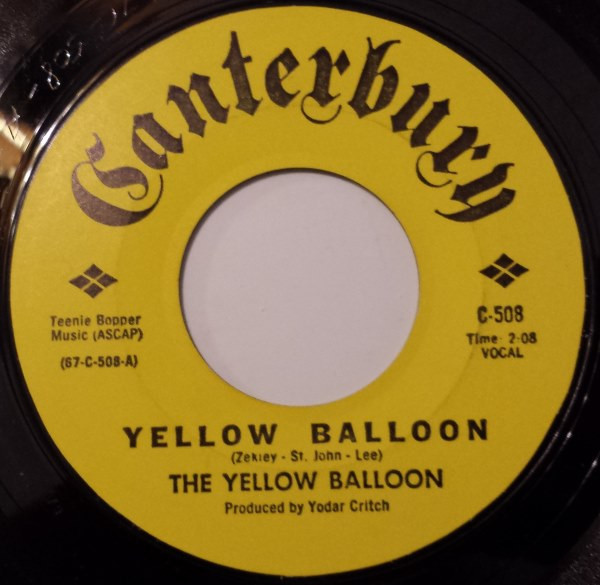 Canterbury
Teenie Bopper
Music (ASCAP)
(67-C-508-A)
C-508
Time: 2:08
VOCAL
YELLOW BALLOON
(Zekley - St. John - Lee)
THE YELLOW BALLOON
Produced by Yodar Critch